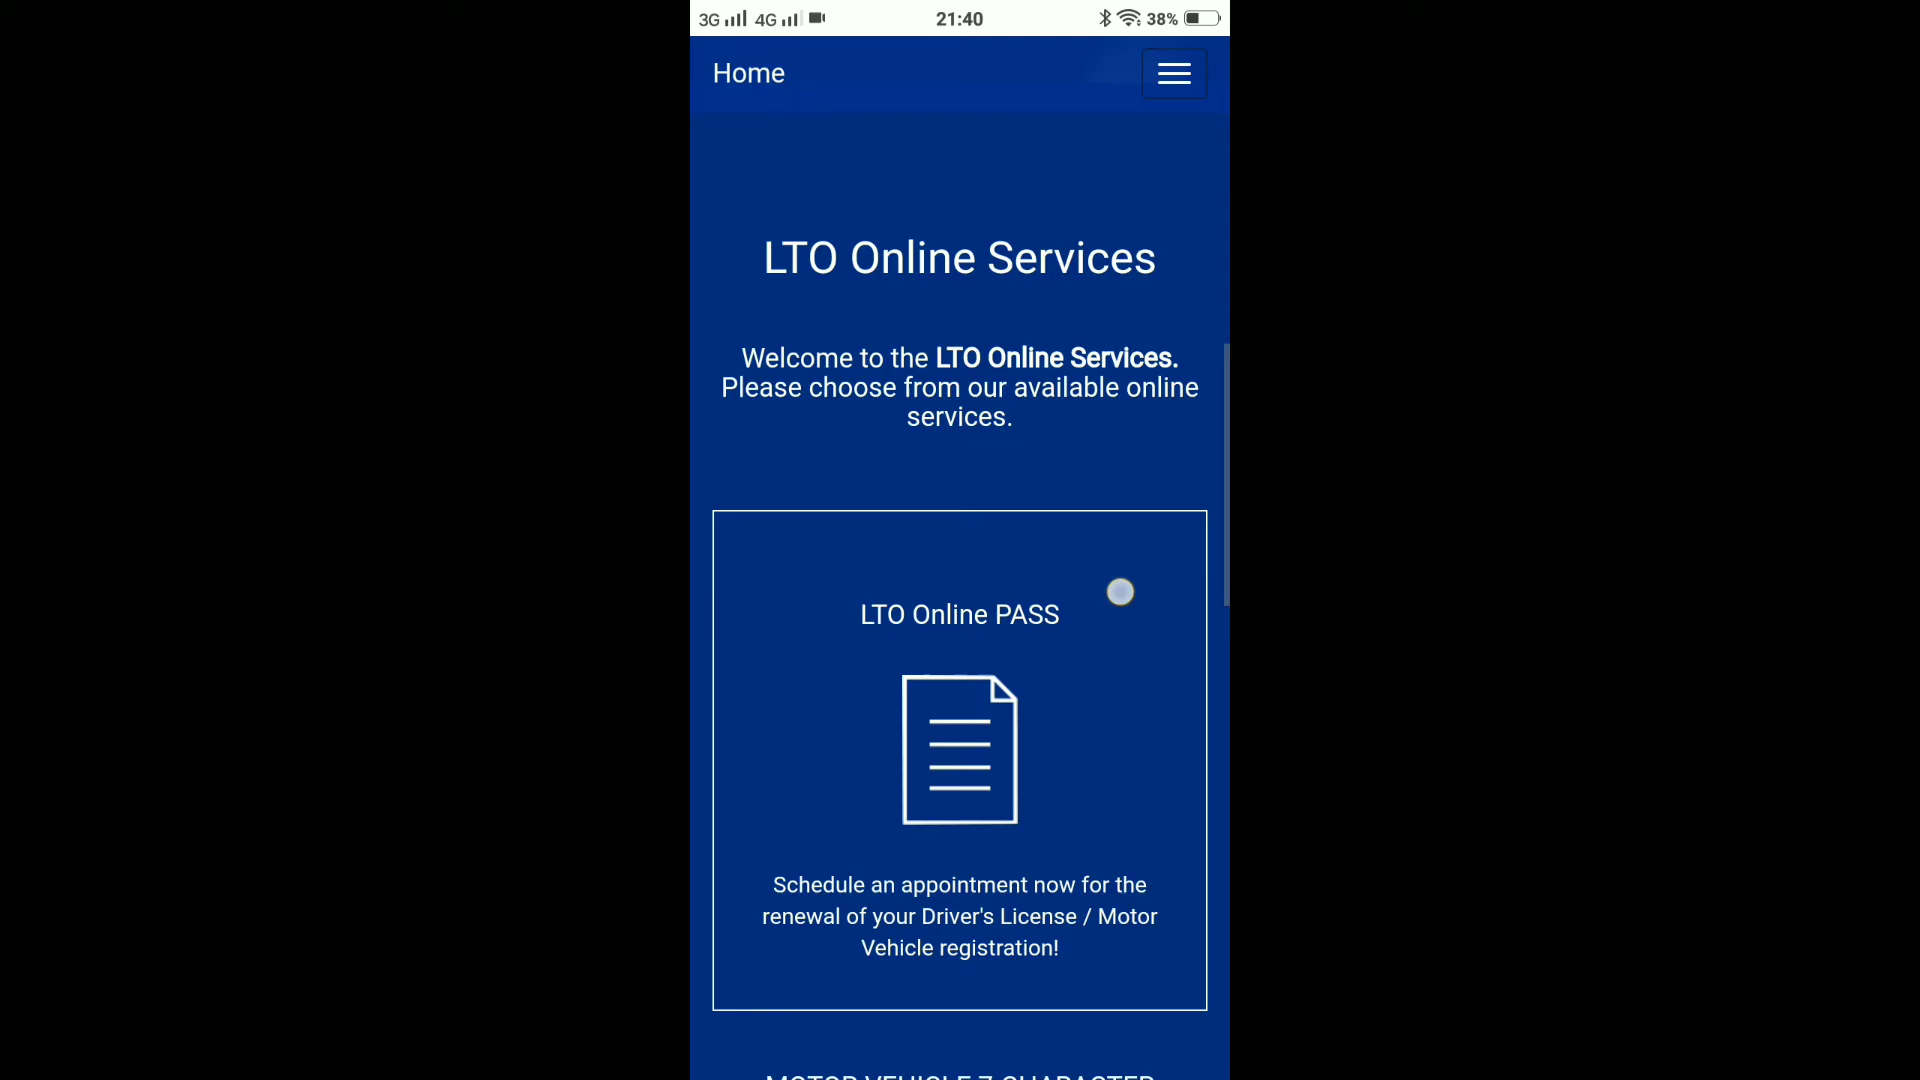 3G 4G 21:40 38%
Home
LTO Online Services
Welcome to the LTO Online Services.
Please choose from our available online
services.
LTO Online PASS
Schedule an appointment now for the
renewal of your Driver's License / Motor
Vehicle registration!
MOTOR VEHICLE 7 CHARACTER